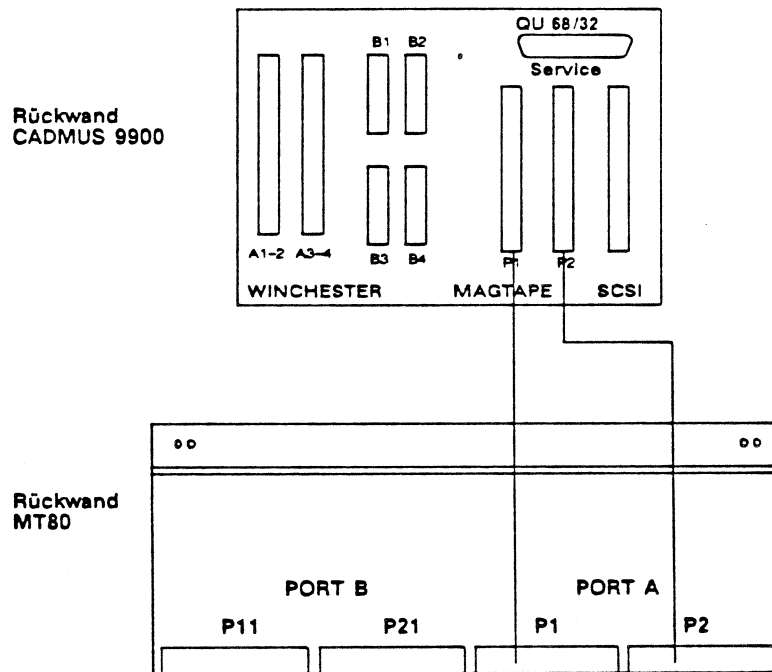 QU 68/32
B1 B2
Service
Rückwand
CADMUS 9900
A1-2 A3-4
B3 B4
P1 P2
WINCHESTER MAGTAPE SCSI
Rückwand
MT80
PORT B PORT A
P11 P21 P1 P2